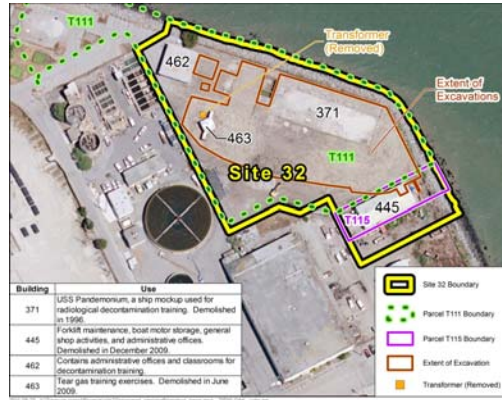 T111
Transformer
(Removed)
462
371
Extent of
Excavations
463
T111
Site 32
445
T115
Building Use
371 USS Pandemonium, a ship mockup used for
radiological decontamination training. Demolished
in 1996.
445 Forklift maintenance, boat motor storage, general
shop activities, and administrative offices.
Demolished in December 2009.
462 Contains administrative offices and classrooms for
decontamination training.
463 Tear gas training exercises. Demolished in June
2009.
Site 32 Boundary
Parcel T111 Boundary
Parcel T115 Boundary
Extent of Excavation
Transformer (Removed)